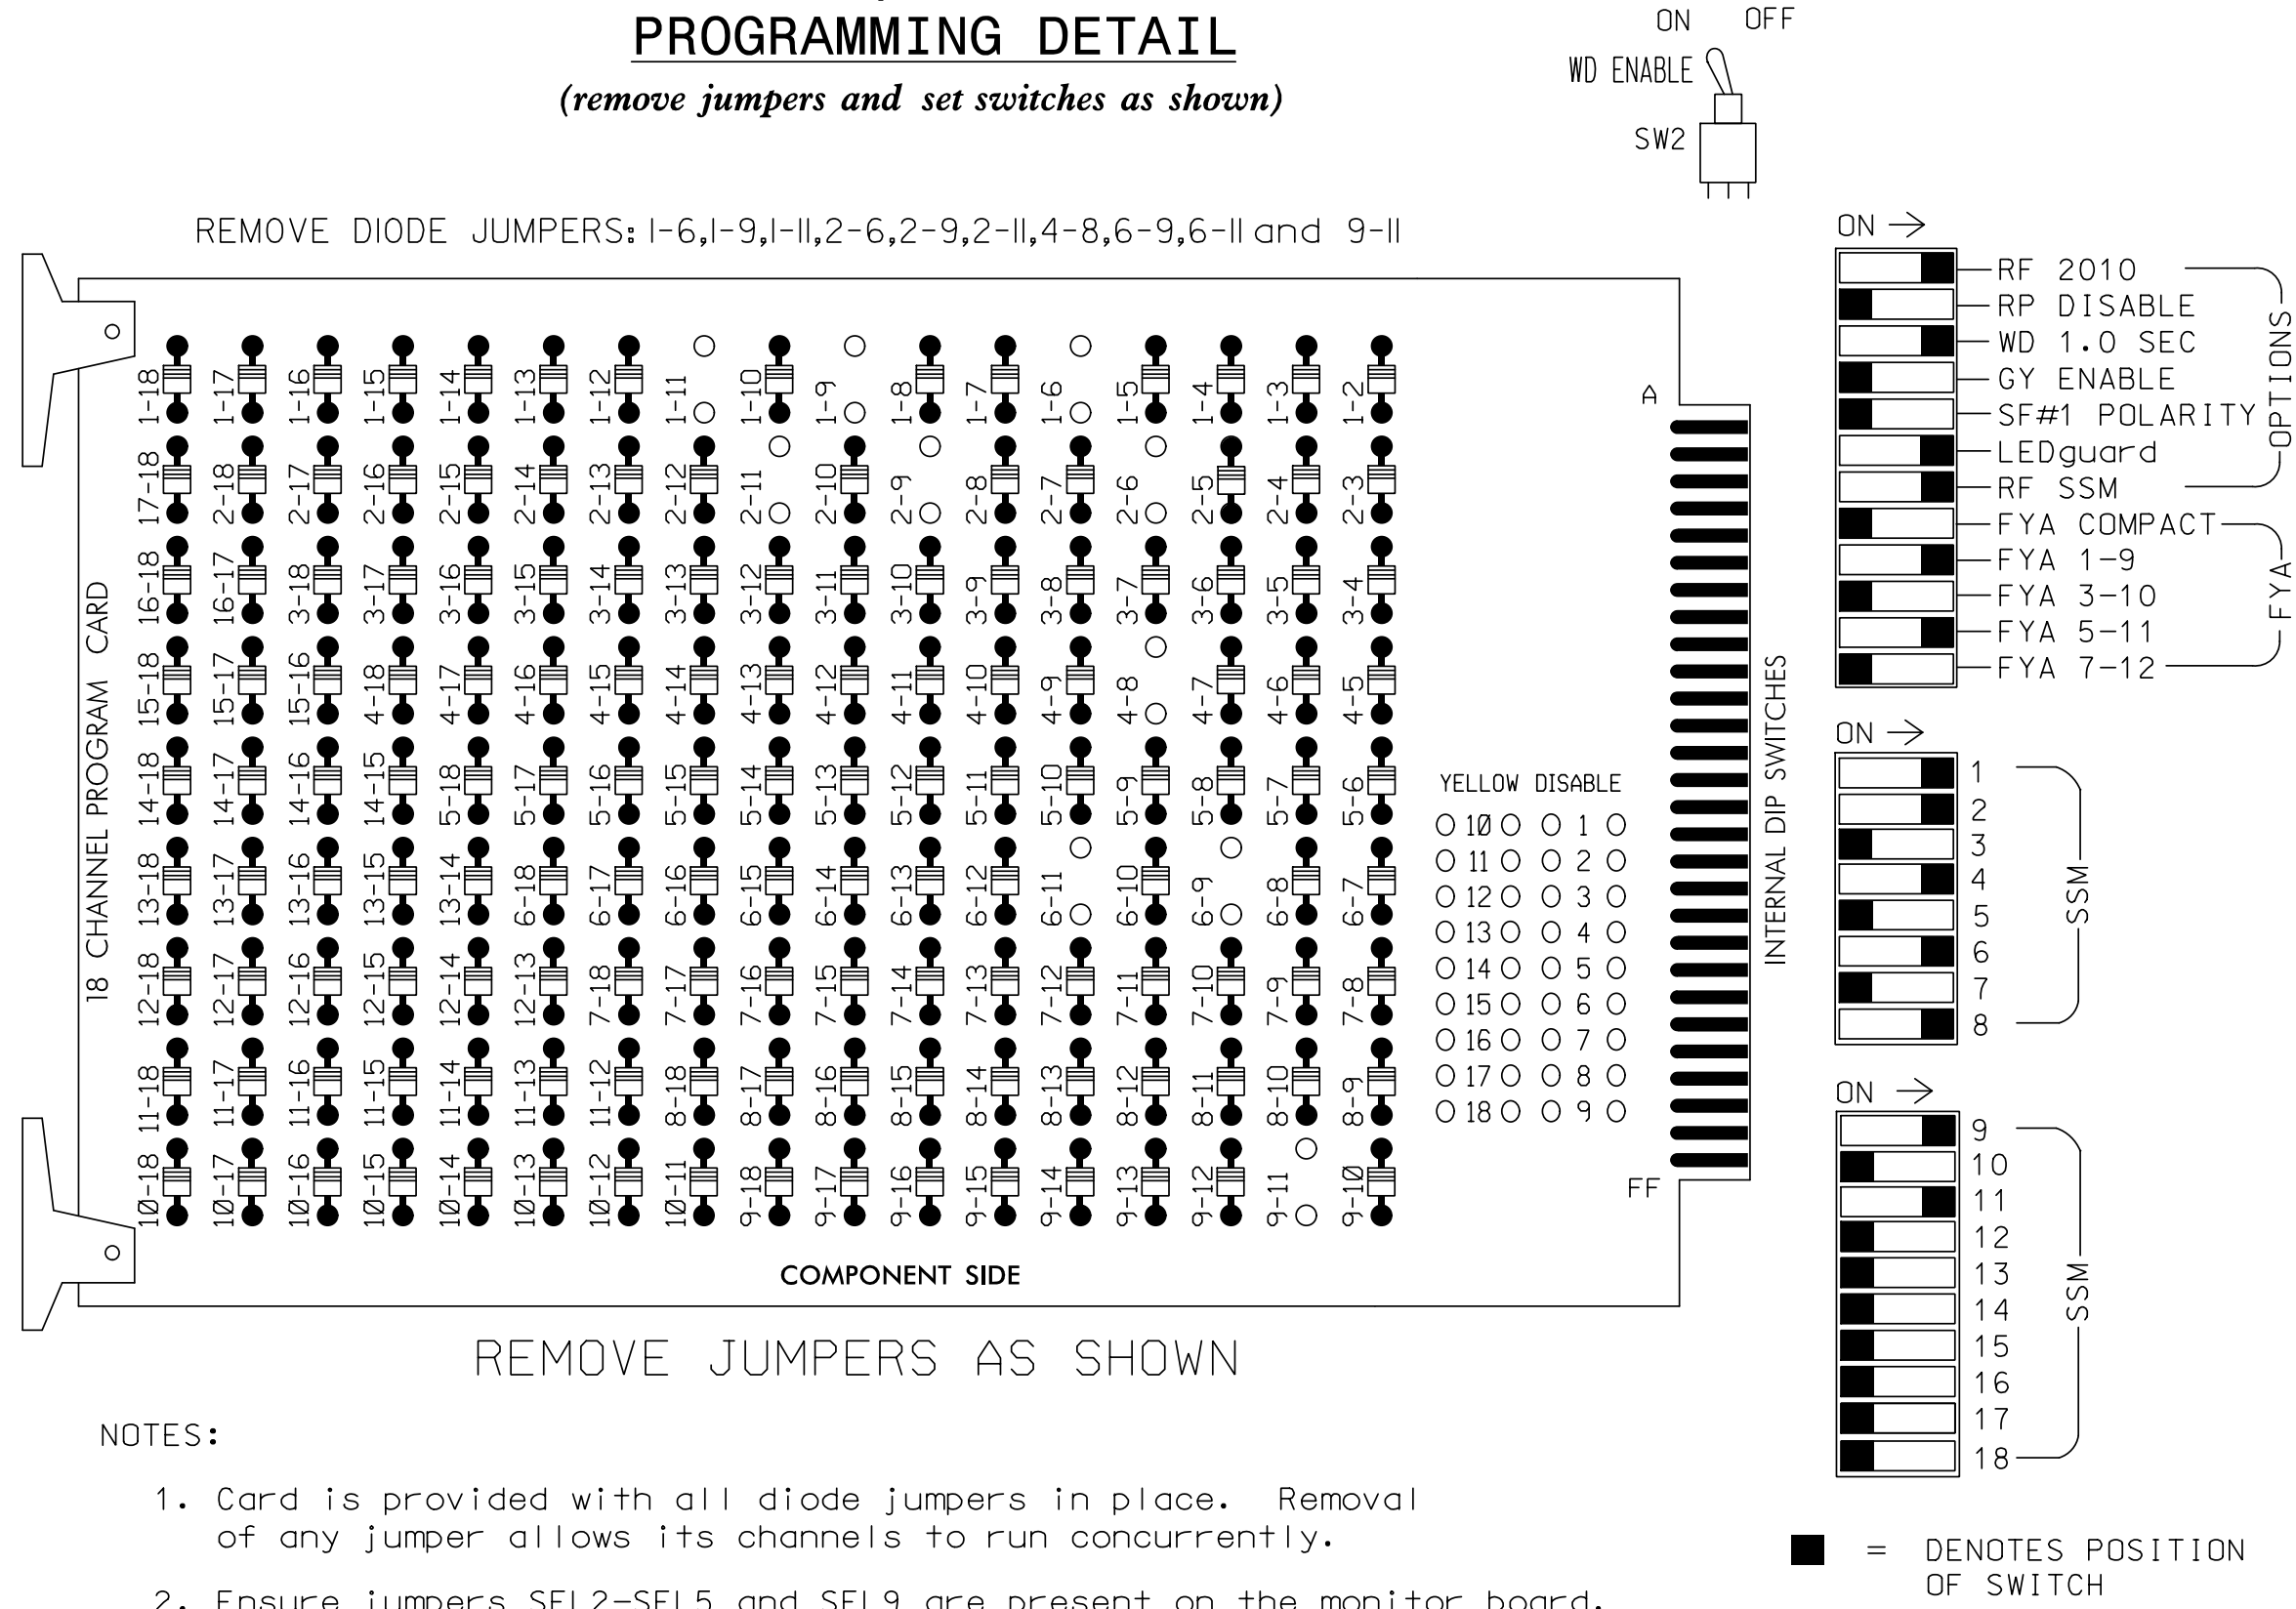 PROGRAMMING DETAIL
(remove jumpers and set switches as shown)
ON OFF
WD ENABLE
SW2
REMOVE DIODE JUMPERS: 1-6,1-9,1-11,2-6,2-9,2-11,4-8,6-9,6-11 and 9-11
18 CHANNEL PROGRAM CARD
1-18 1-17 1-16 1-15 1-14 1-13 1-12 1-11 1-10 1-9 1-8 1-7 1-6 1-5 1-4 1-3 1-2
17-18 2-18 2-17 2-16 2-15 2-14 2-13 2-12 2-11 2-10 2-9 2-8 2-7 2-6 2-5 2-4 2-3
16-18 16-17 3-18 3-17 3-16 3-15 3-14 3-13 3-12 3-11 3-10 3-9 3-8 3-7 3-6 3-5 3-4
15-18 15-17 15-16 4-18 4-17 4-16 4-15 4-14 4-13 4-12 4-11 4-10 4-9 4-8 4-7 4-6 4-5
14-18 14-17 14-16 14-15 5-18 5-17 5-16 5-15 5-14 5-13 5-12 5-11 5-10 5-9 5-8 5-7 5-6
13-18 13-17 13-16 13-15 13-14 6-18 6-17 6-16 6-15 6-14 6-13 6-12 6-11 6-10 6-9 6-8 6-7
12-18 12-17 12-16 12-15 12-14 12-13 7-18 7-17 7-16 7-15 7-14 7-13 7-12 7-11 7-10 7-9 7-8
11-18 11-17 11-16 11-15 11-14 11-13 11-12 8-18 8-17 8-16 8-15 8-14 8-13 8-12 8-11 8-10 8-9
10-18 10-17 10-16 10-15 10-14 10-13 10-12 10-11 9-18 9-17 9-16 9-15 9-14 9-13 9-12 9-11 9-10
A
YELLOW DISABLE
10 1
11 2
12 3
13 4
14 5
15 6
16 7
17 8
18 9
FF
COMPONENT SIDE
INTERNAL DIP SWITCHES
ON →
RF 2010
RP DISABLE
WD 1.0 SEC
GY ENABLE
SF#1 POLARITY
LEDguard
RF SSM
OPTIONS
FYA COMPACT
FYA 1-9
FYA 3-10
FYA 5-11
FYA 7-12
FYA
ON →
1
2
3
4
5
6
7
8
SSM
ON →
9
10
11
12
13
14
15
16
17
18
SSM
REMOVE JUMPERS AS SHOWN
NOTES:
1. Card is provided with all diode jumpers in place. Removal
of any jumper allows its channels to run concurrently.
2. Ensure jumpers SEL2-SEL5 and SEL9 are present on the monitor board.
= DENOTES POSITION
OF SWITCH